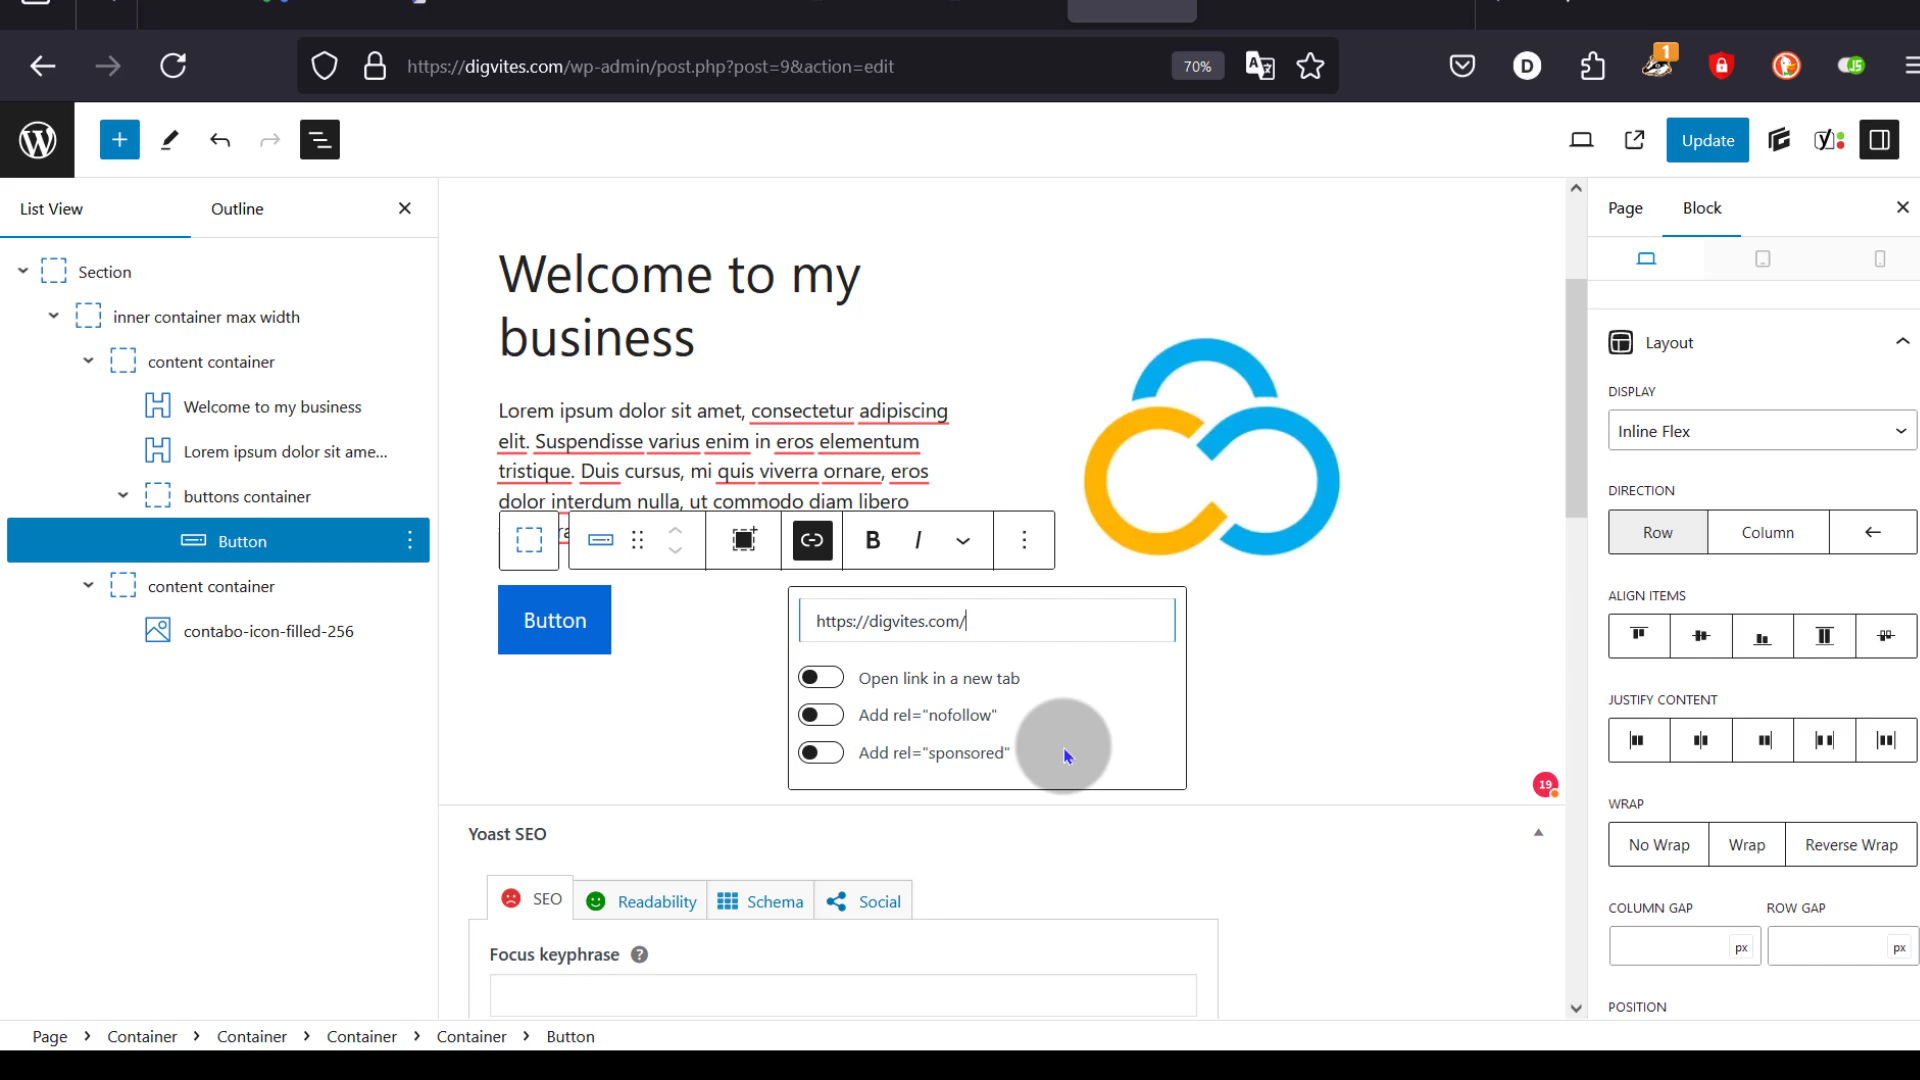 https://digvites.com/wp-admin/post.php?post=9&action=edit
70%
D
1
JS
Update
List View
Outline
Page
Block
Section
inner container max width
content container
Welcome to my business
Lorem ipsum dolor sit ame...
buttons container
Button
content container
contabo-icon-filled-256
Welcome to my
business
Lorem ipsum dolor sit amet, consectetur adipiscing
elit. Suspendisse varius enim in eros elementum
tristique. Duis cursus, mi quis viverra ornare, eros
dolor interdum nulla, ut commodo diam libero
B
I
Button
https://digvites.com/
Open link in a new tab
Add rel="nofollow"
Add rel="sponsored"
19
Yoast SEO
SEO
Readability
Schema
Social
Focus keyphrase
Layout
DISPLAY
Inline Flex
DIRECTION
Row
Column
ALIGN ITEMS
JUSTIFY CONTENT
WRAP
No Wrap
Wrap
Reverse Wrap
COLUMN GAP
ROW GAP
px
px
POSITION
Page
Container
Container
Container
Container
Button